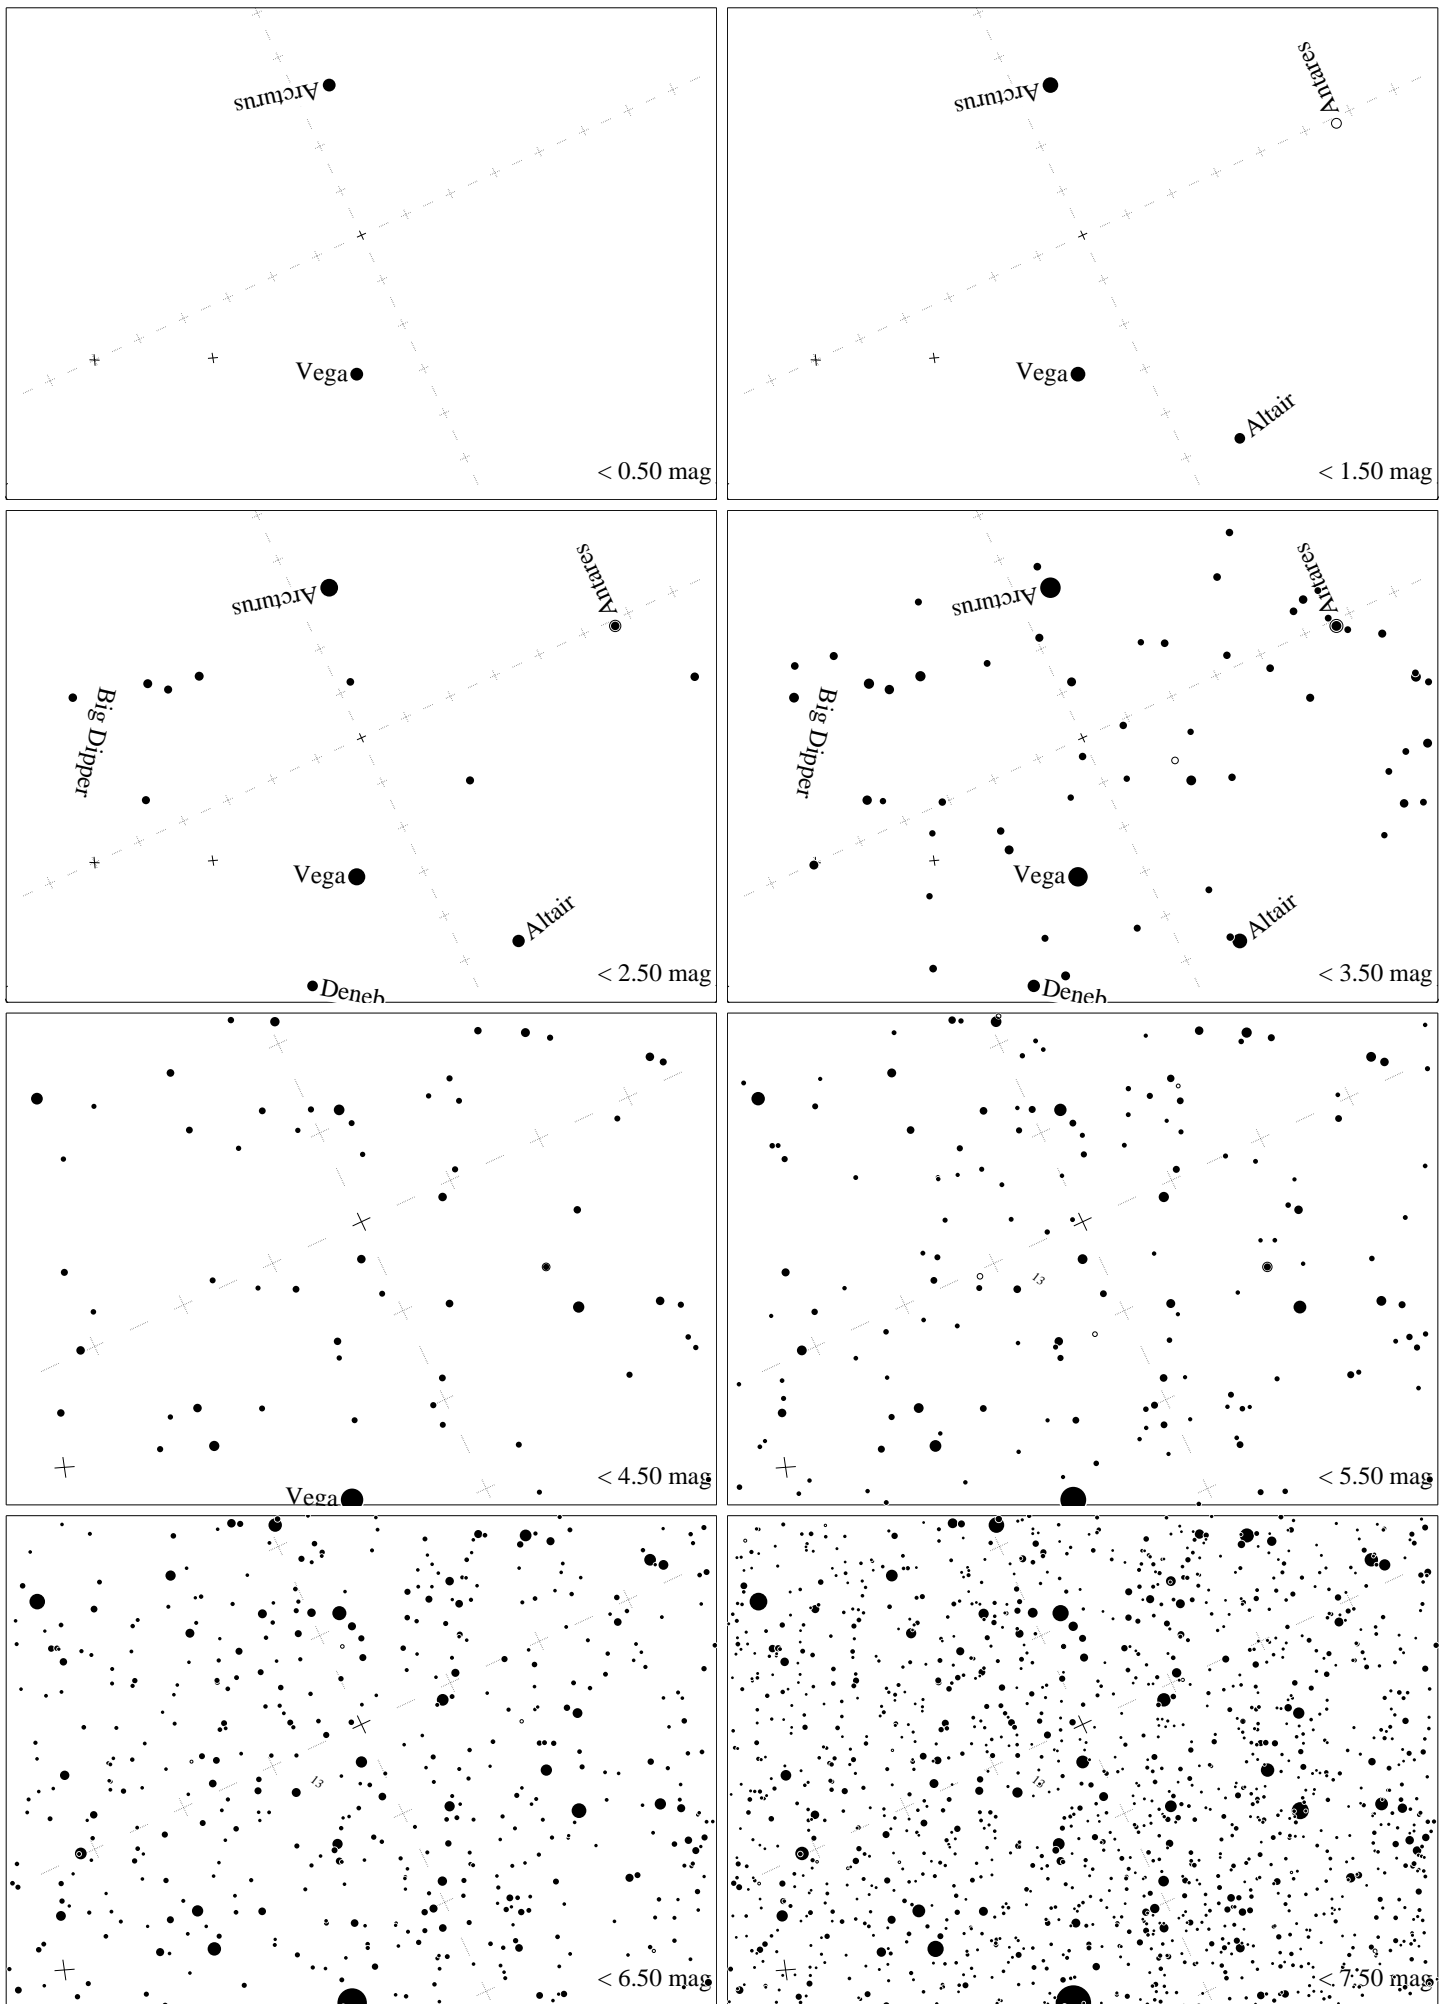 Arcturus
Vega
< 0.50 mag
Arcturus
Antares
Vega
Altair
< 1.50 mag
Arcturus
Antares
Big Dipper
Vega
Altair
Deneb
< 2.50 mag
Arcturus
Antares
Big Dipper
Vega
Altair
Deneb
< 3.50 mag
Vega
< 4.50 mag
13
< 5.50 mag
13
< 6.50 mag
13
< 7.50 mag